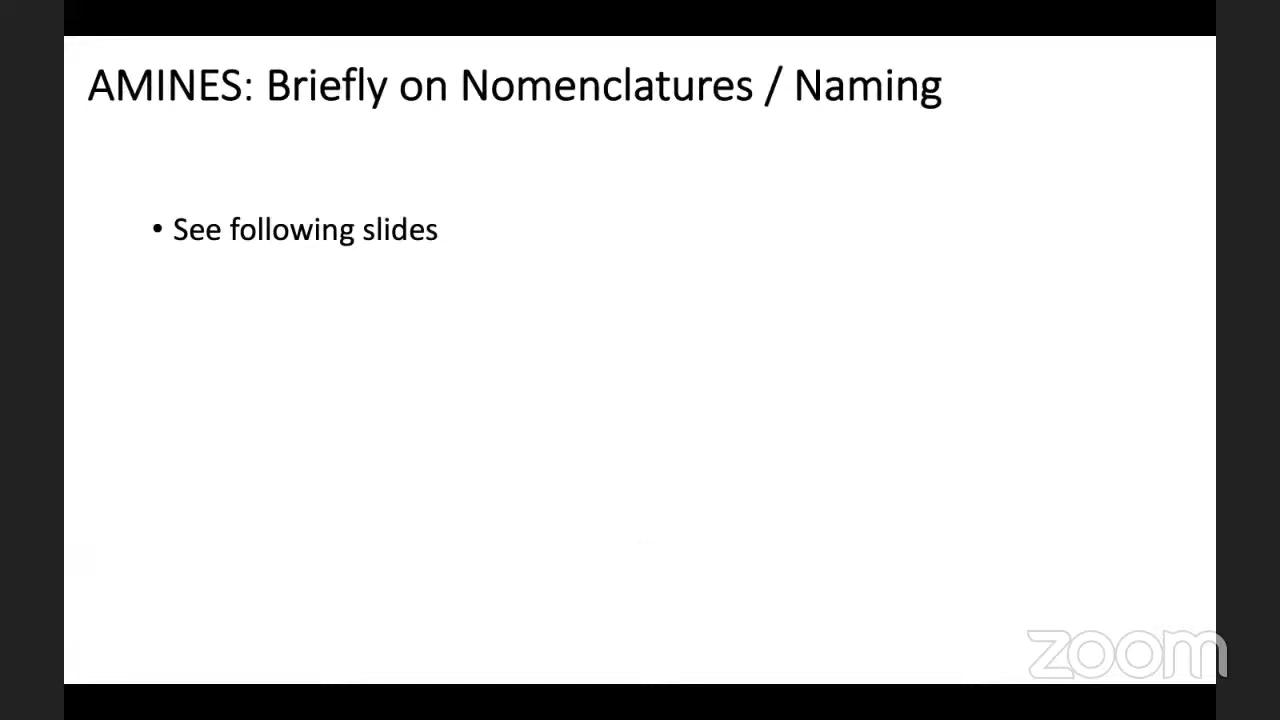 AMINES: Briefly on Nomenclatures / Naming
• See following slides
zoom